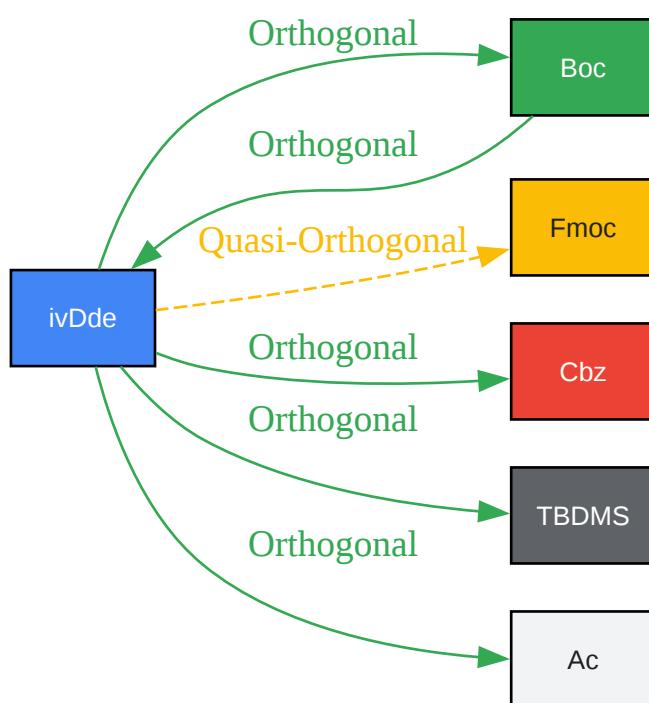 Orthogonal
Boc
Orthogonal
Quasi-Orthogonal
Fmoc
ivDde
Orthogonal
Cbz
Orthogonal
TBDMS
Orthogonal
Ac